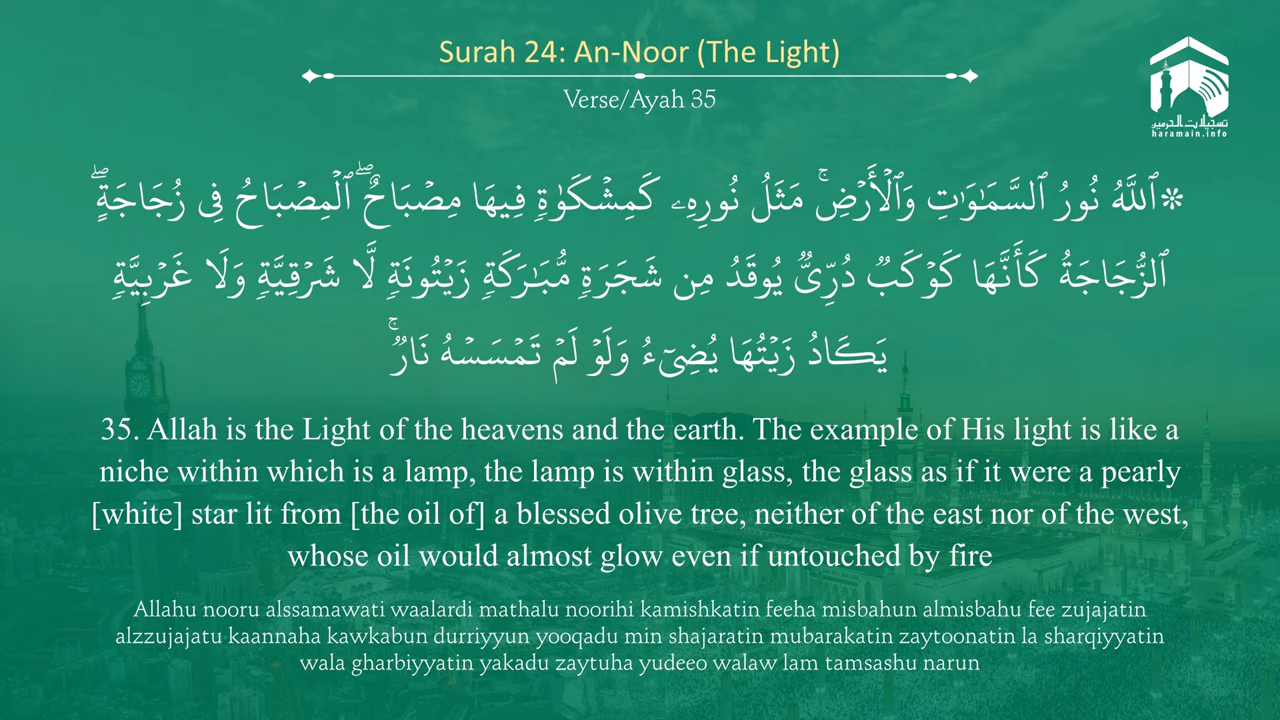 Surah 24: An-Noor (The Light)
Verse/Ayah 35
تسجيلات الحرمين
haramain.info
۞ٱللَّهُ نُورُ ٱلسَّمَـٰوَٰتِ وَٱلْأَرْضِ ۚ مَثَلُ نُورِهِۦ كَمِشْكَوٰةٍ فِيهَا مِصْبَاحٌ ۖ ٱلْمِصْبَاحُ فِى زُجَاجَةٍ ۖ
ٱلزُّجَاجَةُ كَأَنَّهَا كَوْكَبٌ دُرِّىٌّ يُوقَدُ مِن شَجَرَةٍ مُّبَـٰرَكَةٍ زَيْتُونَةٍ لَّا شَرْقِيَّةٍ وَلَا غَرْبِيَّةٍ
يَكَادُ زَيْتُهَا يُضِىٓءُ وَلَوْ لَمْ تَمْسَسْهُ نَارٌ ۚ
35. Allah is the Light of the heavens and the earth. The example of His light is like a
niche within which is a lamp, the lamp is within glass, the glass as if it were a pearly
[white] star lit from [the oil of] a blessed olive tree, neither of the east nor of the west,
whose oil would almost glow even if untouched by fire
Allahu nooru alssamawati waalardi mathalu noorihi kamishkatin feeha misbahun almisbahu fee zujajatin
alzzujajatu kaannaha kawkabun durriyyun yooqadu min shajaratin mubarakatin zaytoonatin la sharqiyyatin
wala gharbiyyatin yakadu zaytuha yudeeo walaw lam tamsashu narun